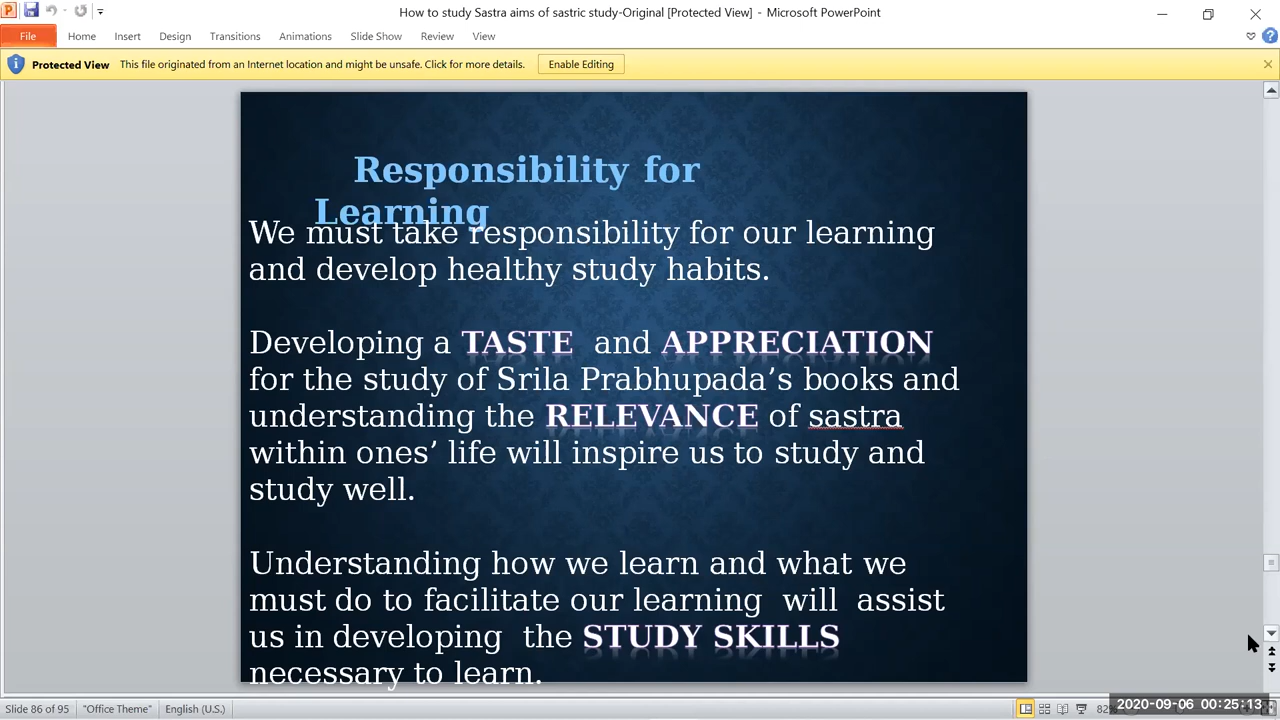 How to study Sastra aims of sastric study-Original [Protected View] - Microsoft PowerPoint
File Home Insert Design Transitions Animations Slide Show Review View
Protected View This file originated from an Internet location and might be unsafe. Click for more details. Enable Editing
Responsibility for
Learning
We must take responsibility for our learning
and develop healthy study habits.
Developing a TASTE and APPRECIATION
for the study of Srila Prabhupada’s books and
understanding the RELEVANCE of sastra
within ones’ life will inspire us to study and
study well.
Understanding how we learn and what we
must do to facilitate our learning will assist
us in developing the STUDY SKILLS
necessary to learn.
Slide 86 of 95 "Office Theme" English (U.S.)
2020-09-06 00:25:13